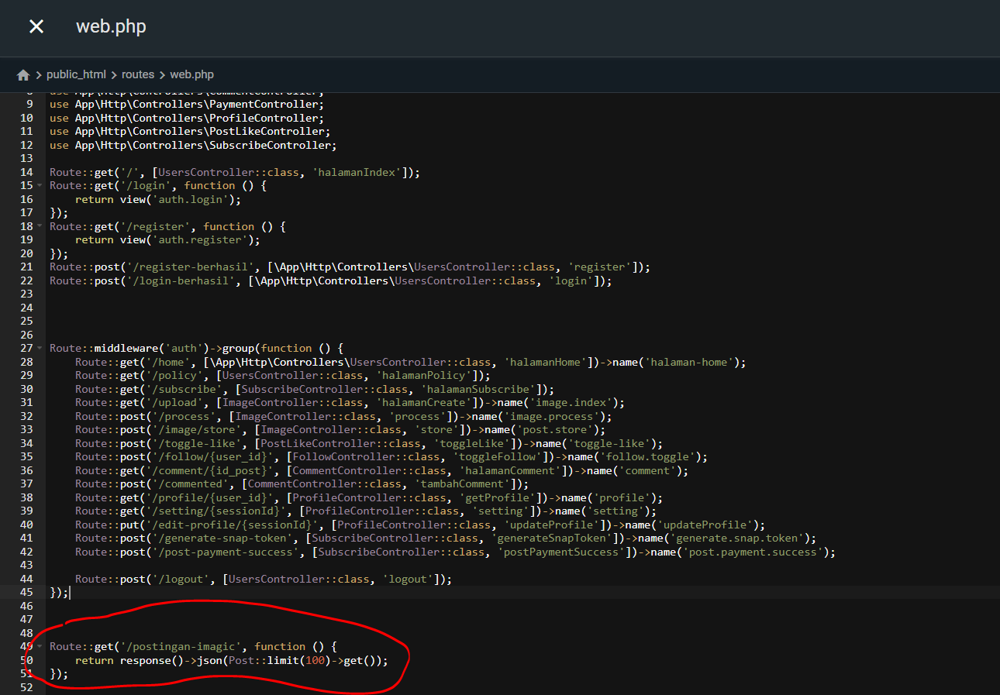 web.php
public_html > routes > web.php
8 use App\Http\Controllers\CommentController;
9 use App\Http\Controllers\PaymentController;
10 use App\Http\Controllers\ProfileController;
11 use App\Http\Controllers\PostLikeController;
12 use App\Http\Controllers\SubscribeController;
13
14 Route::get('/', [UsersController::class, 'halamanIndex']);
15 Route::get('/login', function () {
16     return view('auth.login');
17 });
18 Route::get('/register', function () {
19     return view('auth.register');
20 });
21 Route::post('/register-berhasil', [\App\Http\Controllers\UsersController::class, 'register']);
22 Route::post('/login-berhasil', [\App\Http\Controllers\UsersController::class, 'login']);
23
24
25
26
27 Route::middleware('auth')->group(function () {
28     Route::get('/home', [\App\Http\Controllers\UsersController::class, 'halamanHome'])->name('halaman-home');
29     Route::get('/policy', [UsersController::class, 'halamanPolicy']);
30     Route::get('/subscribe', [SubscribeController::class, 'halamanSubscribe']);
31     Route::get('/upload', [ImageController::class, 'halamanCreate'])->name('image.index');
32     Route::post('/process', [ImageController::class, 'process'])->name('image.process');
33     Route::post('/image/store', [ImageController::class, 'store'])->name('post.store');
34     Route::post('/toggle-like', [PostLikeController::class, 'toggleLike'])->name('toggle-like');
35     Route::post('/follow/{user_id}', [FollowController::class, 'toggleFollow'])->name('follow.toggle');
36     Route::get('/comment/{id_post}', [CommentController::class, 'halamanComment'])->name('comment');
37     Route::post('/commented', [CommentController::class, 'tambahComment']);
38     Route::get('/profile/{user_id}', [ProfileController::class, 'getProfile'])->name('profile');
39     Route::get('/setting/{sessionId}', [ProfileController::class, 'setting'])->name('setting');
40     Route::put('/edit-profile/{sessionId}', [ProfileController::class, 'updateProfile'])->name('updateProfile');
41     Route::post('/generate-snap-token', [SubscribeController::class, 'generateSnapToken'])->name('generate.snap.token');
42     Route::post('/post-payment-success', [SubscribeController::class, 'postPaymentSuccess'])->name('post.payment.success');
43
44     Route::post('/logout', [UsersController::class, 'logout']);
45 });
46
47
48
49 Route::get('/postingan-imagic', function () {
50     return response()->json(Post::limit(100)->get());
51 });
52